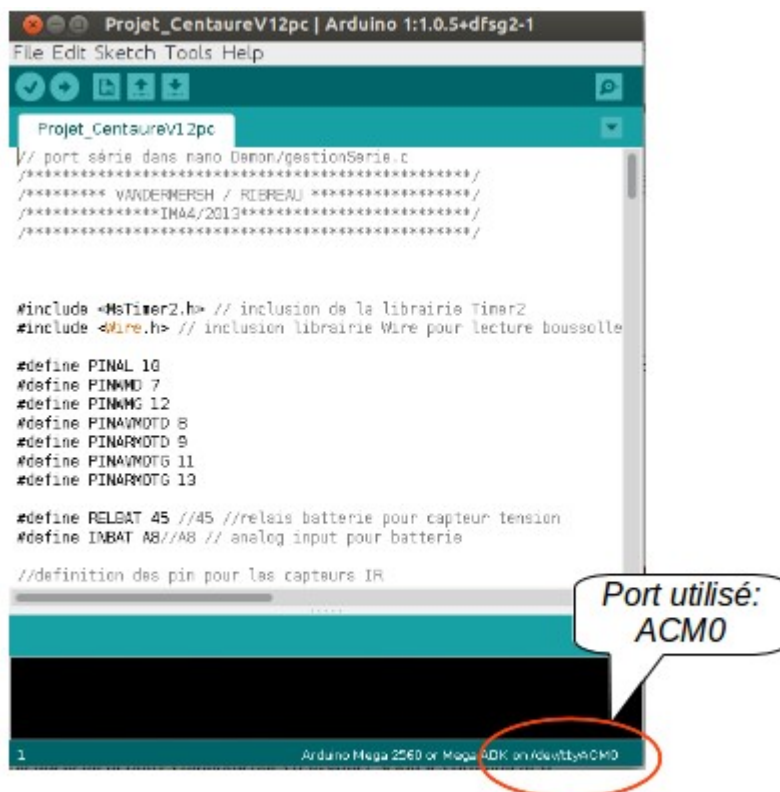 Projet_CentaureV12pc | Arduino 1:1.0.5+dfsg2-1
File Edit Sketch Tools Help
Projet_CentaureV12pc
// port série dans nano Demon/gestionSerie.c
/**************************************************/
/********* VANDERMERSH / RIBREAU ******************/
/***************IMA4/2013**************************/
/**************************************************/
#include <MsTimer2.h> // inclusion de la librairie Timer2
#include <Wire.h> // inclusion librairie Wire pour lecture boussolle
#define PINAL 10
#define PINWMD 7
#define PINWMG 12
#define PINAVMOTD 8
#define PINARMOTD 9
#define PINAVMOTG 11
#define PINARMOTG 13
#define RELBAT 45 //45 //relais batterie pour capteur tension
#define INBAT A8//A8 // analog input pour batterie
//definition des pin pour les capteurs IR
Port utilisé:
ACM0
1 Arduino Mega 2560 or Mega ADK on /dev/ttyACM0